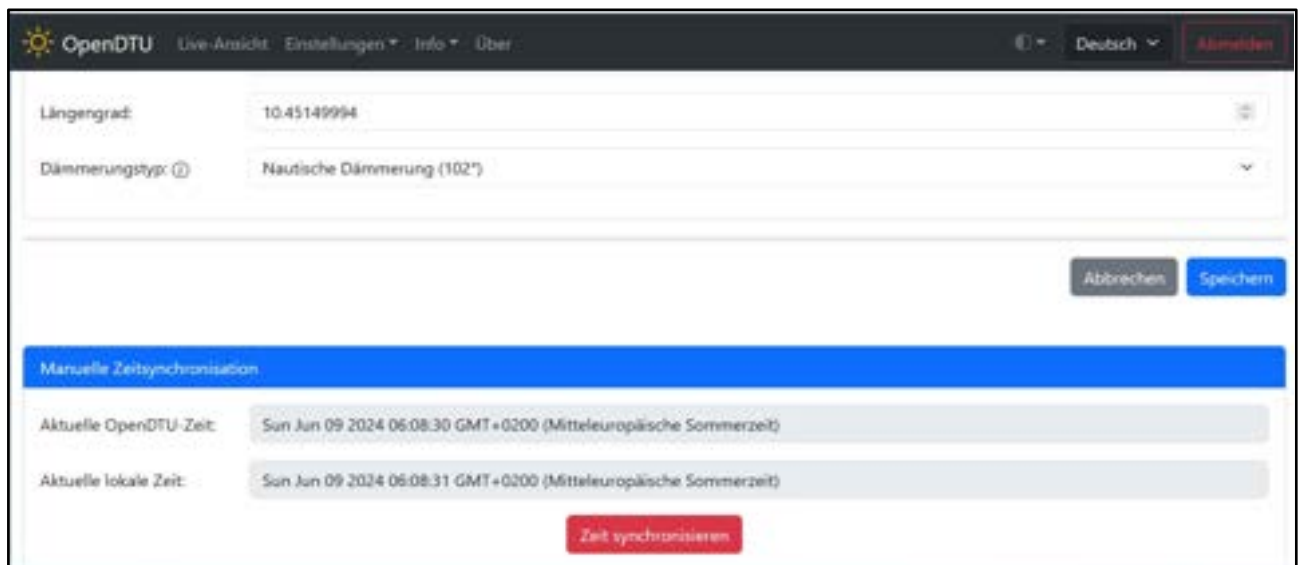 OpenDTU Live-Ansicht Einstellungen Info Über Deutsch Abmelden
Längengrad: 10.45149994
Dämmerungstyp: Nautische Dämmerung (102°)
Abbrechen Speichern
Manuelle Zeitsynchronisation
Aktuelle OpenDTU-Zeit: Sun Jun 09 2024 06:08:30 GMT+0200 (Mitteleuropäische Sommerzeit)
Aktuelle lokale Zeit: Sun Jun 09 2024 06:08:31 GMT+0200 (Mitteleuropäische Sommerzeit)
Zeit synchronisieren